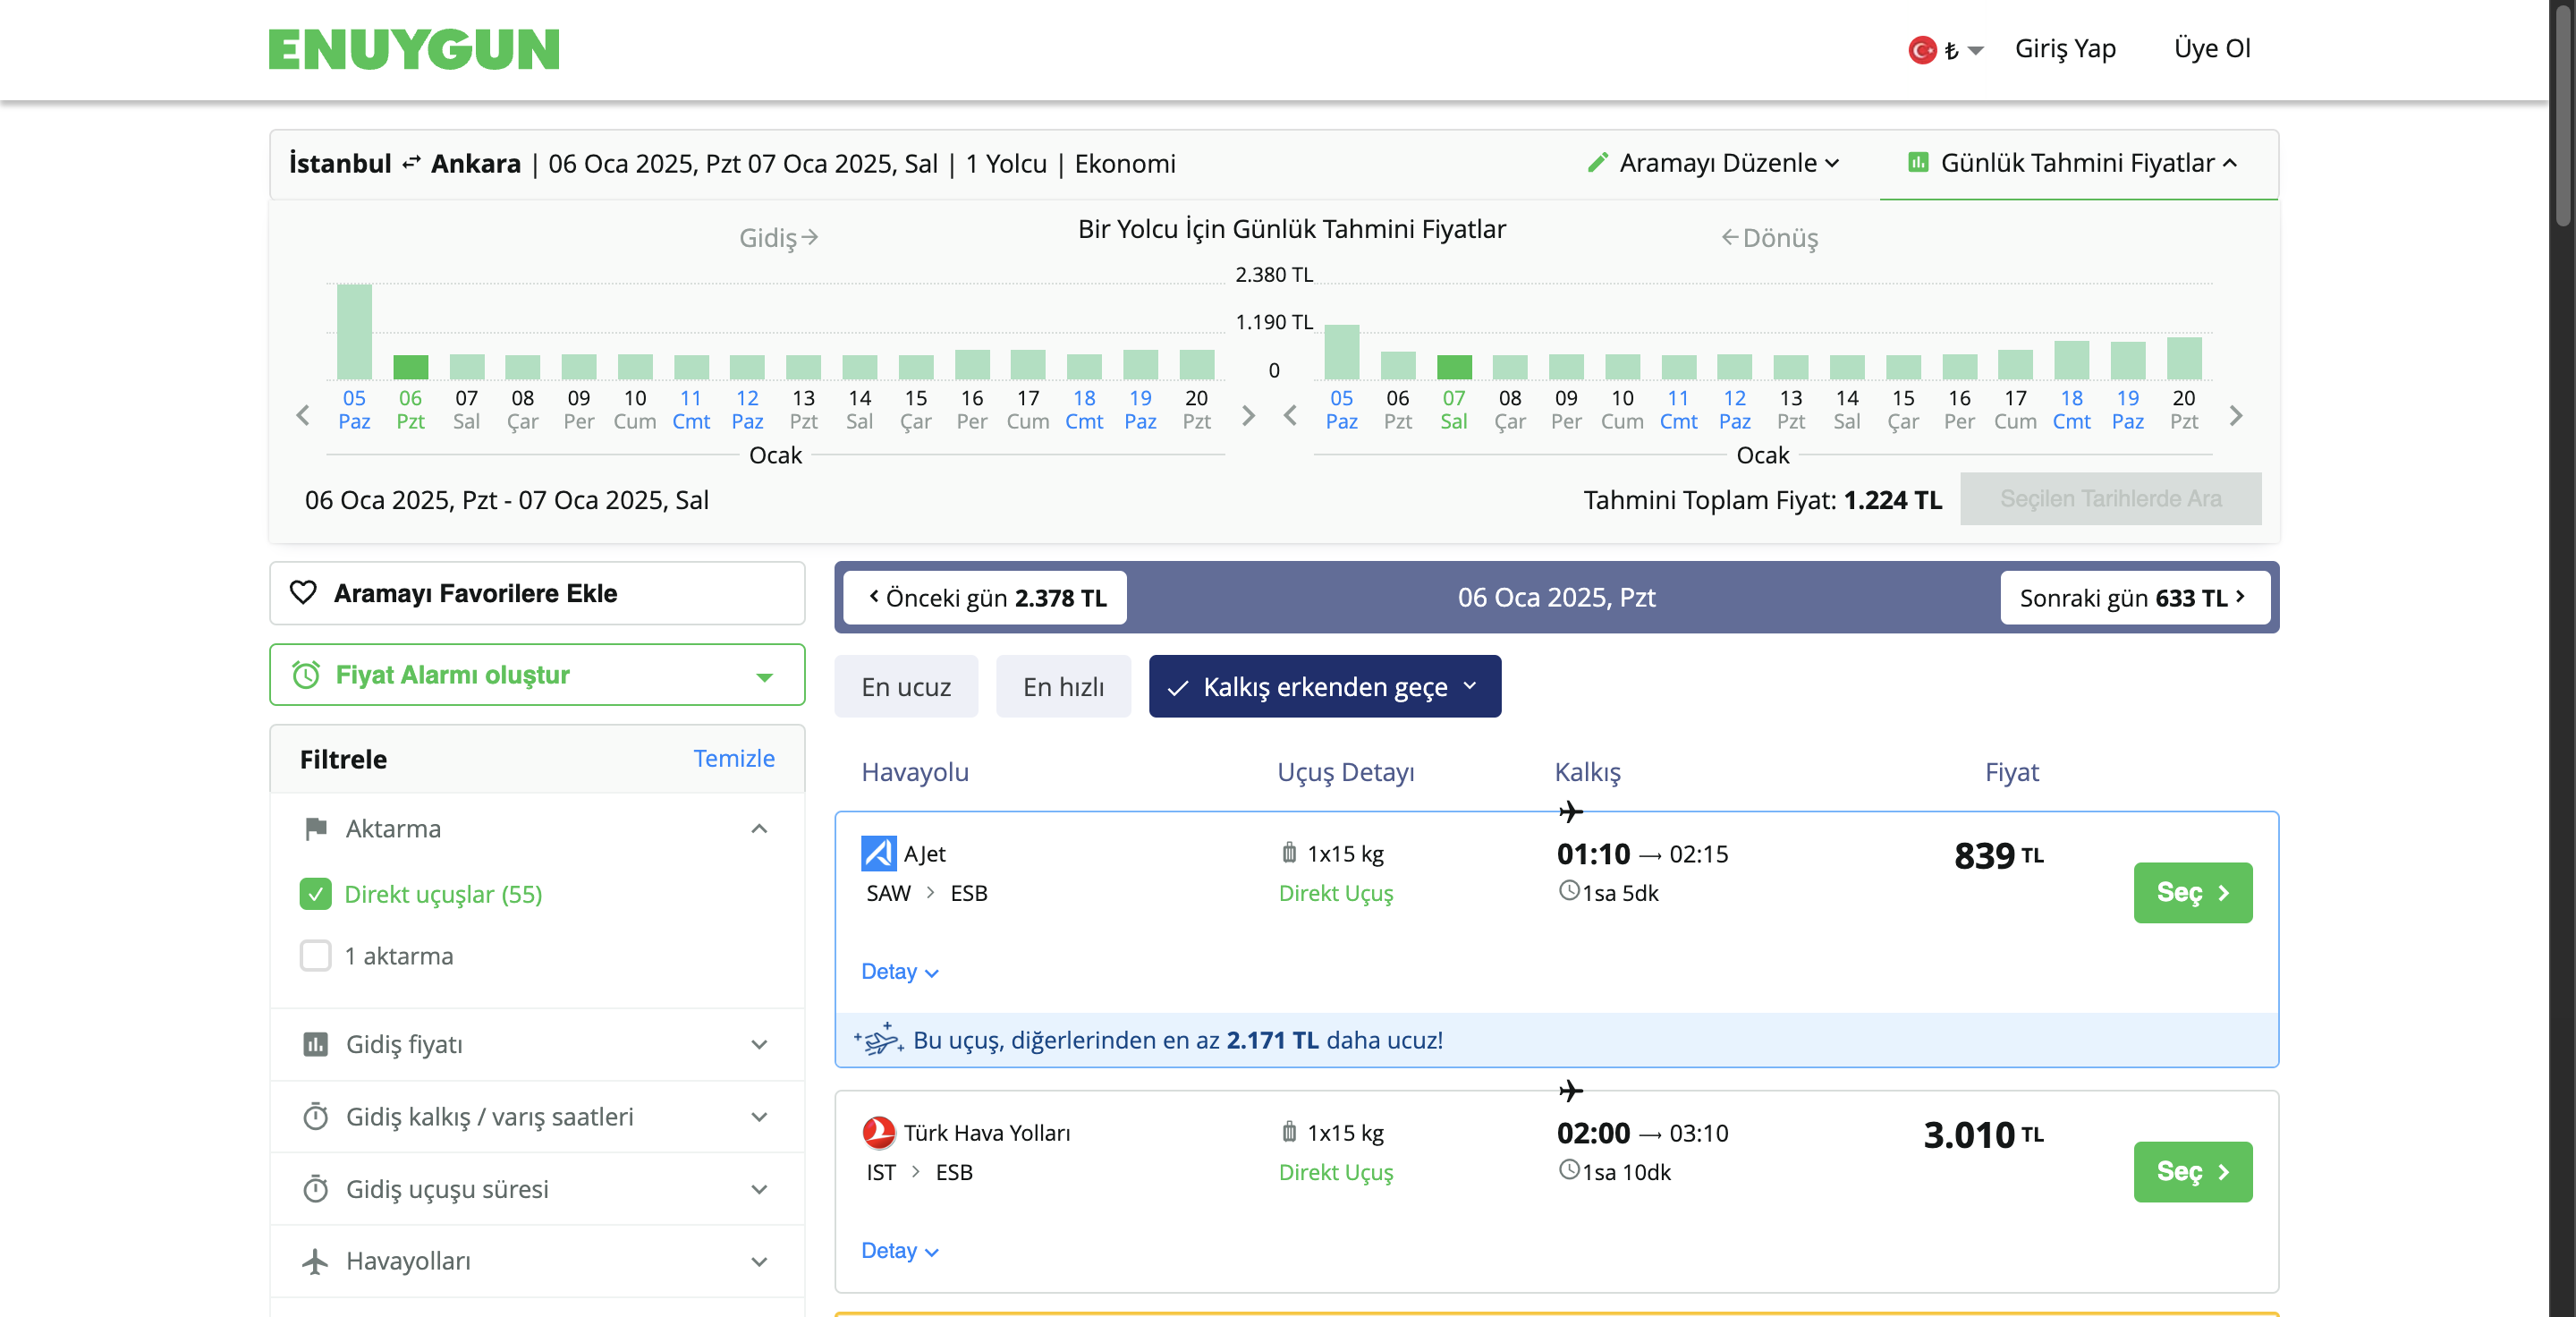 ENUYGUN
₺ Giriş Yap Üye Ol
İstanbul Ankara | 06 Oca 2025, Pzt 07 Oca 2025, Sal | 1 Yolcu | Ekonomi
Aramayı Düzenle
Günlük Tahmini Fiyatlar
Bir Yolcu İçin Günlük Tahmini Fiyatlar
Gidiş
Dönüş
2.380 TL
1.190 TL
0
05 06 07 08 09 10 11 12 13 14 15 16 17 18 19 20
Paz Pzt Sal Çar Per Cum Cmt Paz Pzt Sal Çar Per Cum Cmt Paz Pzt
Ocak
05 06 07 08 09 10 11 12 13 14 15 16 17 18 19 20
Paz Pzt Sal Çar Per Cum Cmt Paz Pzt Sal Çar Per Cum Cmt Paz Pzt
Ocak
06 Oca 2025, Pzt - 07 Oca 2025, Sal
Tahmini Toplam Fiyat: 1.224 TL
Seçilen Tarihlerde Ara
Aramayı Favorilere Ekle
Fiyat Alarmı oluştur
Filtrele
Temizle
Aktarma
Direkt uçuşlar (55)
1 aktarma
Gidiş fiyatı
Gidiş kalkış / varış saatleri
Gidiş uçuşu süresi
Havayolları
Önceki gün 2.378 TL
06 Oca 2025, Pzt
Sonraki gün 633 TL
En ucuz
En hızlı
Kalkış erkenden geçe
Havayolu Uçuş Detayı Kalkış Fiyat
AJet 1x15 kg 01:10 → 02:15 839 TL
SAW > ESB Direkt Uçuş 1sa 5dk
Seç
Detay
Bu uçuş, diğerlerinden en az 2.171 TL daha ucuz!
Türk Hava Yolları 1x15 kg 02:00 → 03:10 3.010 TL
IST > ESB Direkt Uçuş 1sa 10dk
Seç
Detay